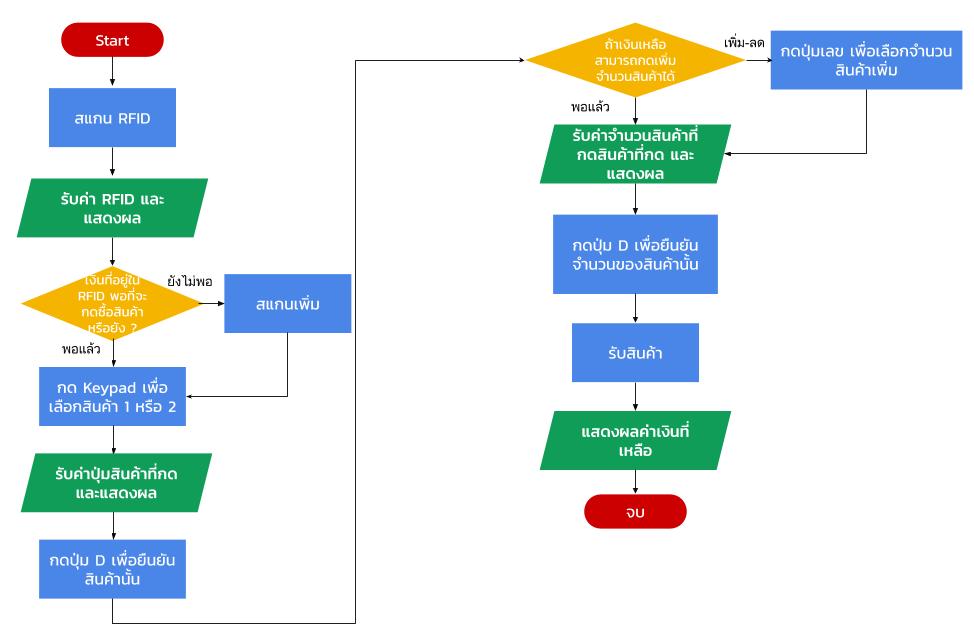 Start
สแกน RFID
รับค่า RFID และ
แสดงผล
เงินที่อยู่ใน
RFID พอที่จะ
กดซื้อสินค้า
หรือยัง ?
ยังไม่พอ
สแกนเพิ่ม
พอแล้ว
กด Keypad เพื่อ
เลือกสินค้า 1 หรือ 2
รับค่าปุ่มสินค้าที่กด
และแสดงผล
กดปุ่ม D เพื่อยืนยัน
สินค้านั้น
ถ้าเงินเหลือ
สามารถกดเพิ่ม
จำนวนสินค้าได้
เพิ่ม-ลด
กดปุ่มเลข เพื่อเลือกจำนวน
สินค้าเพิ่ม
พอแล้ว
รับค่าจำนวนสินค้าที่
กดสินค้าที่กด และ
แสดงผล
กดปุ่ม D เพื่อยืนยัน
จำนวนของสินค้านั้น
รับสินค้า
แสดงผลค่าเงินที่
เหลือ
จบ